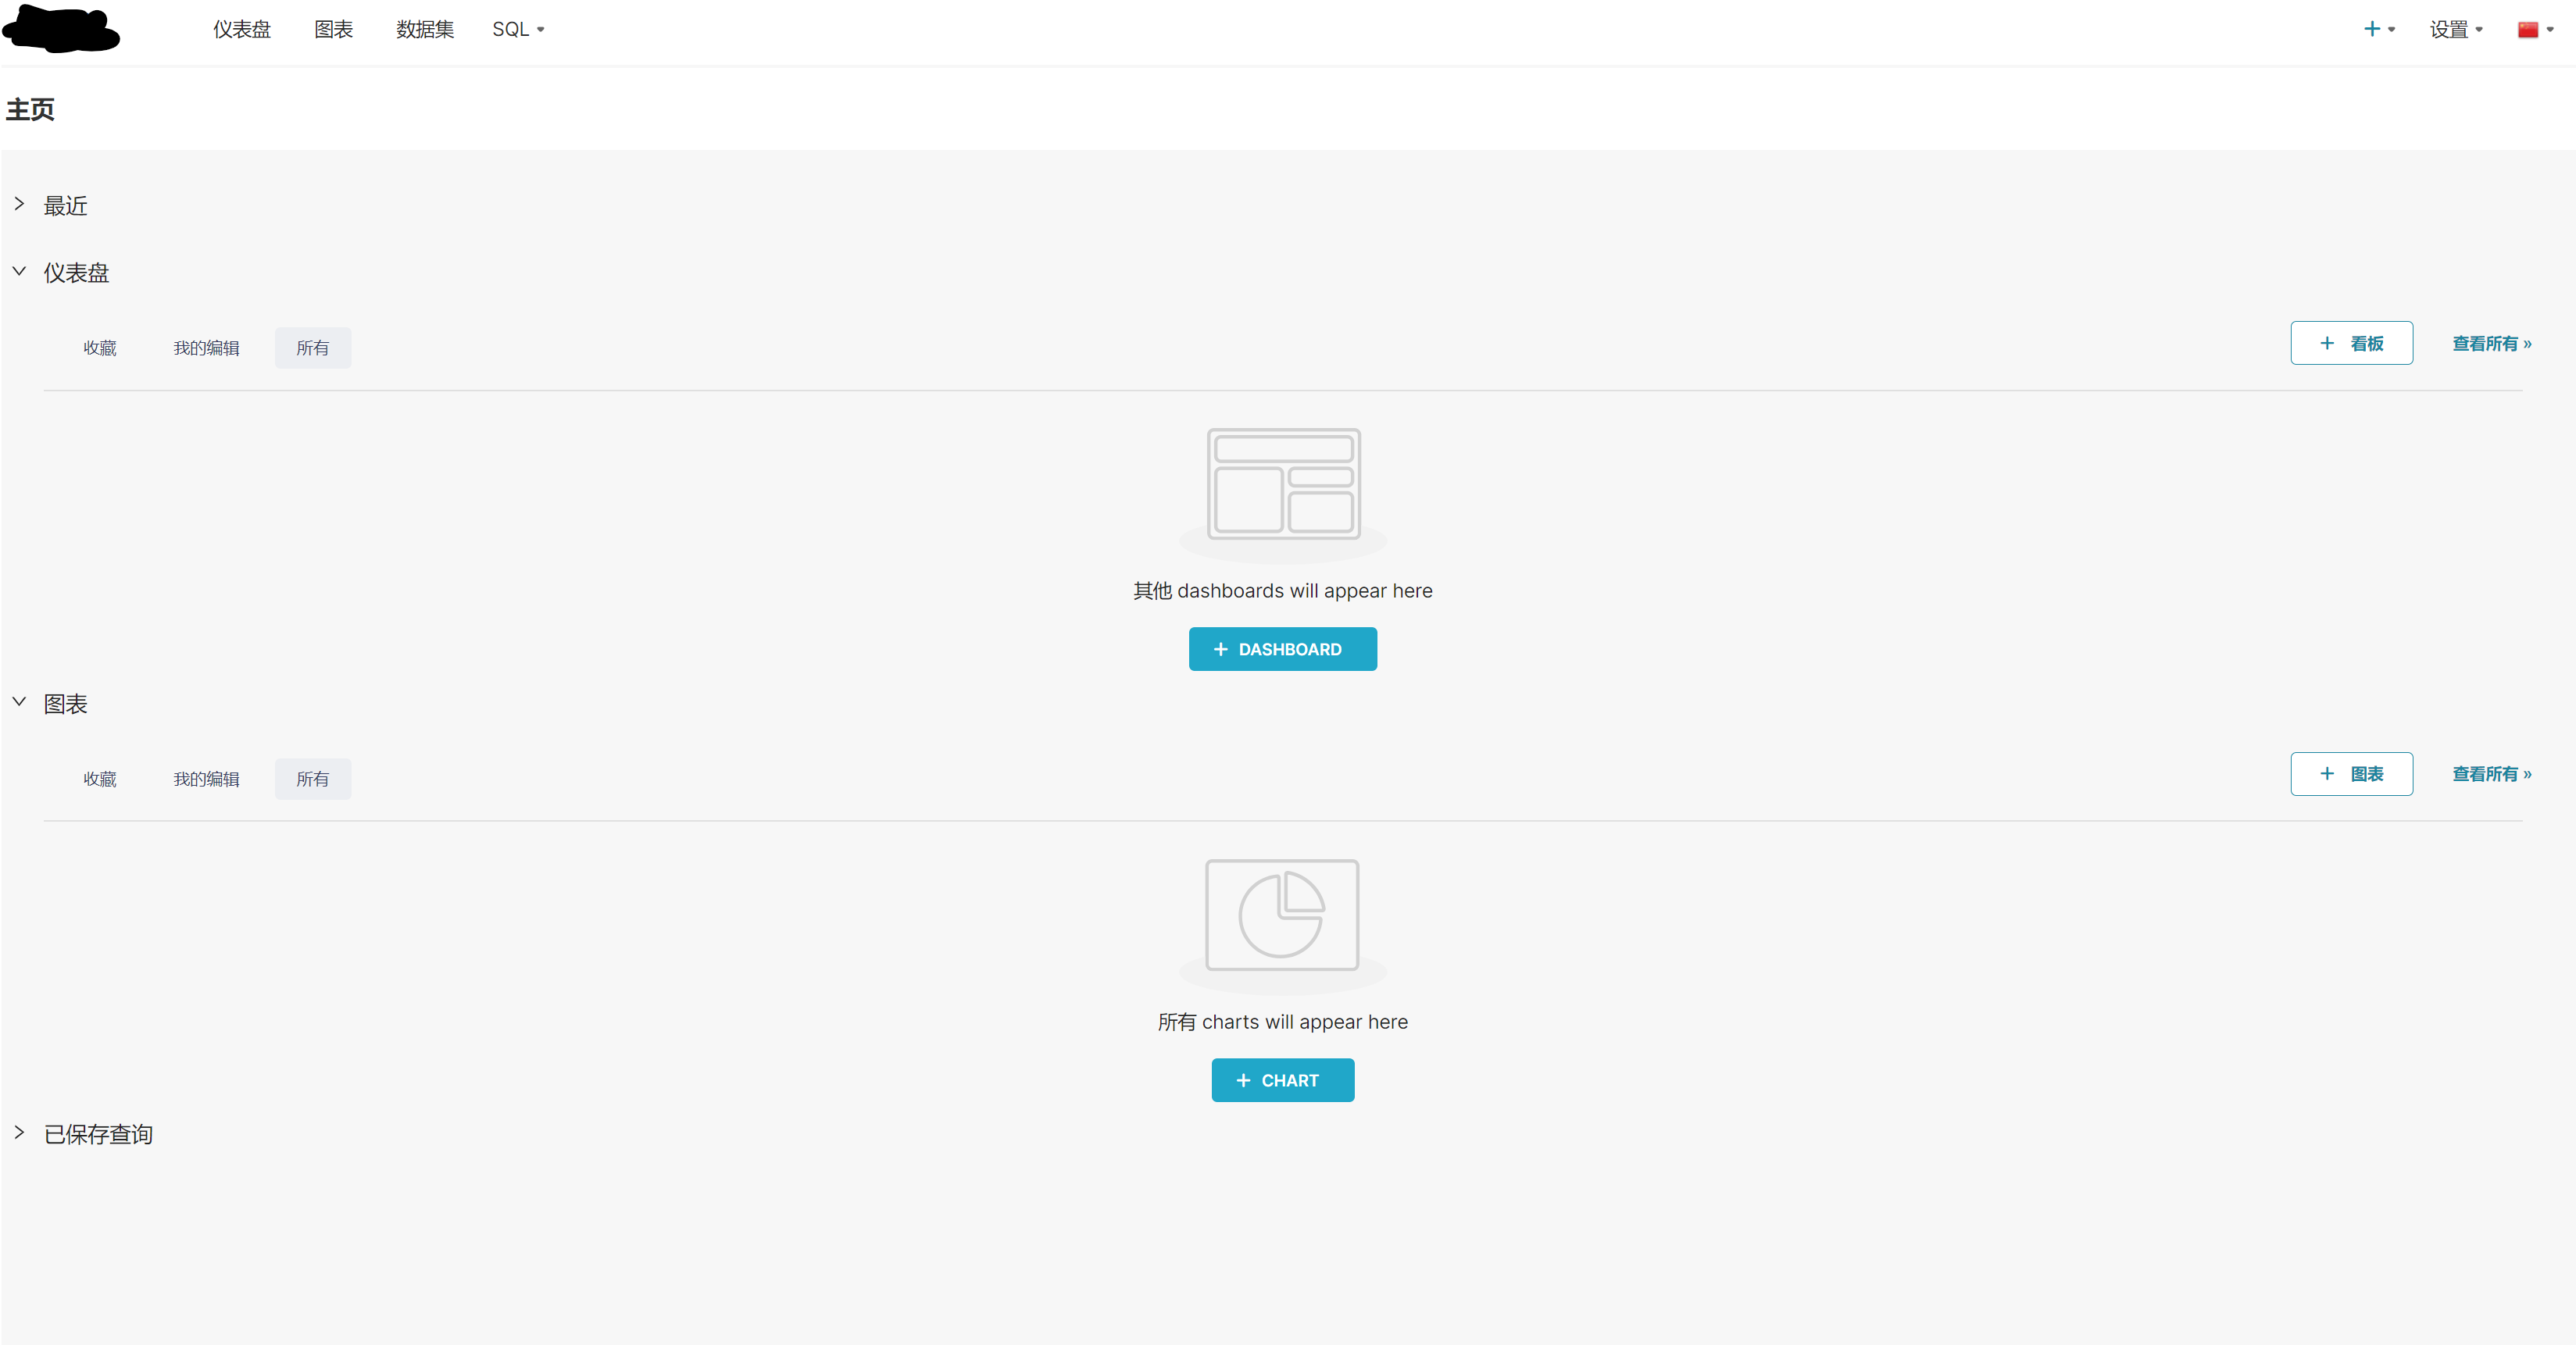 仪表盘 图表 数据集 SQL
+ 设置
主页
最近
仪表盘
收藏 我的编辑 所有 + 看板 查看所有 »
其他 dashboards will appear here
+ DASHBOARD
图表
收藏 我的编辑 所有 + 图表 查看所有 »
所有 charts will appear here
+ CHART
已保存查询